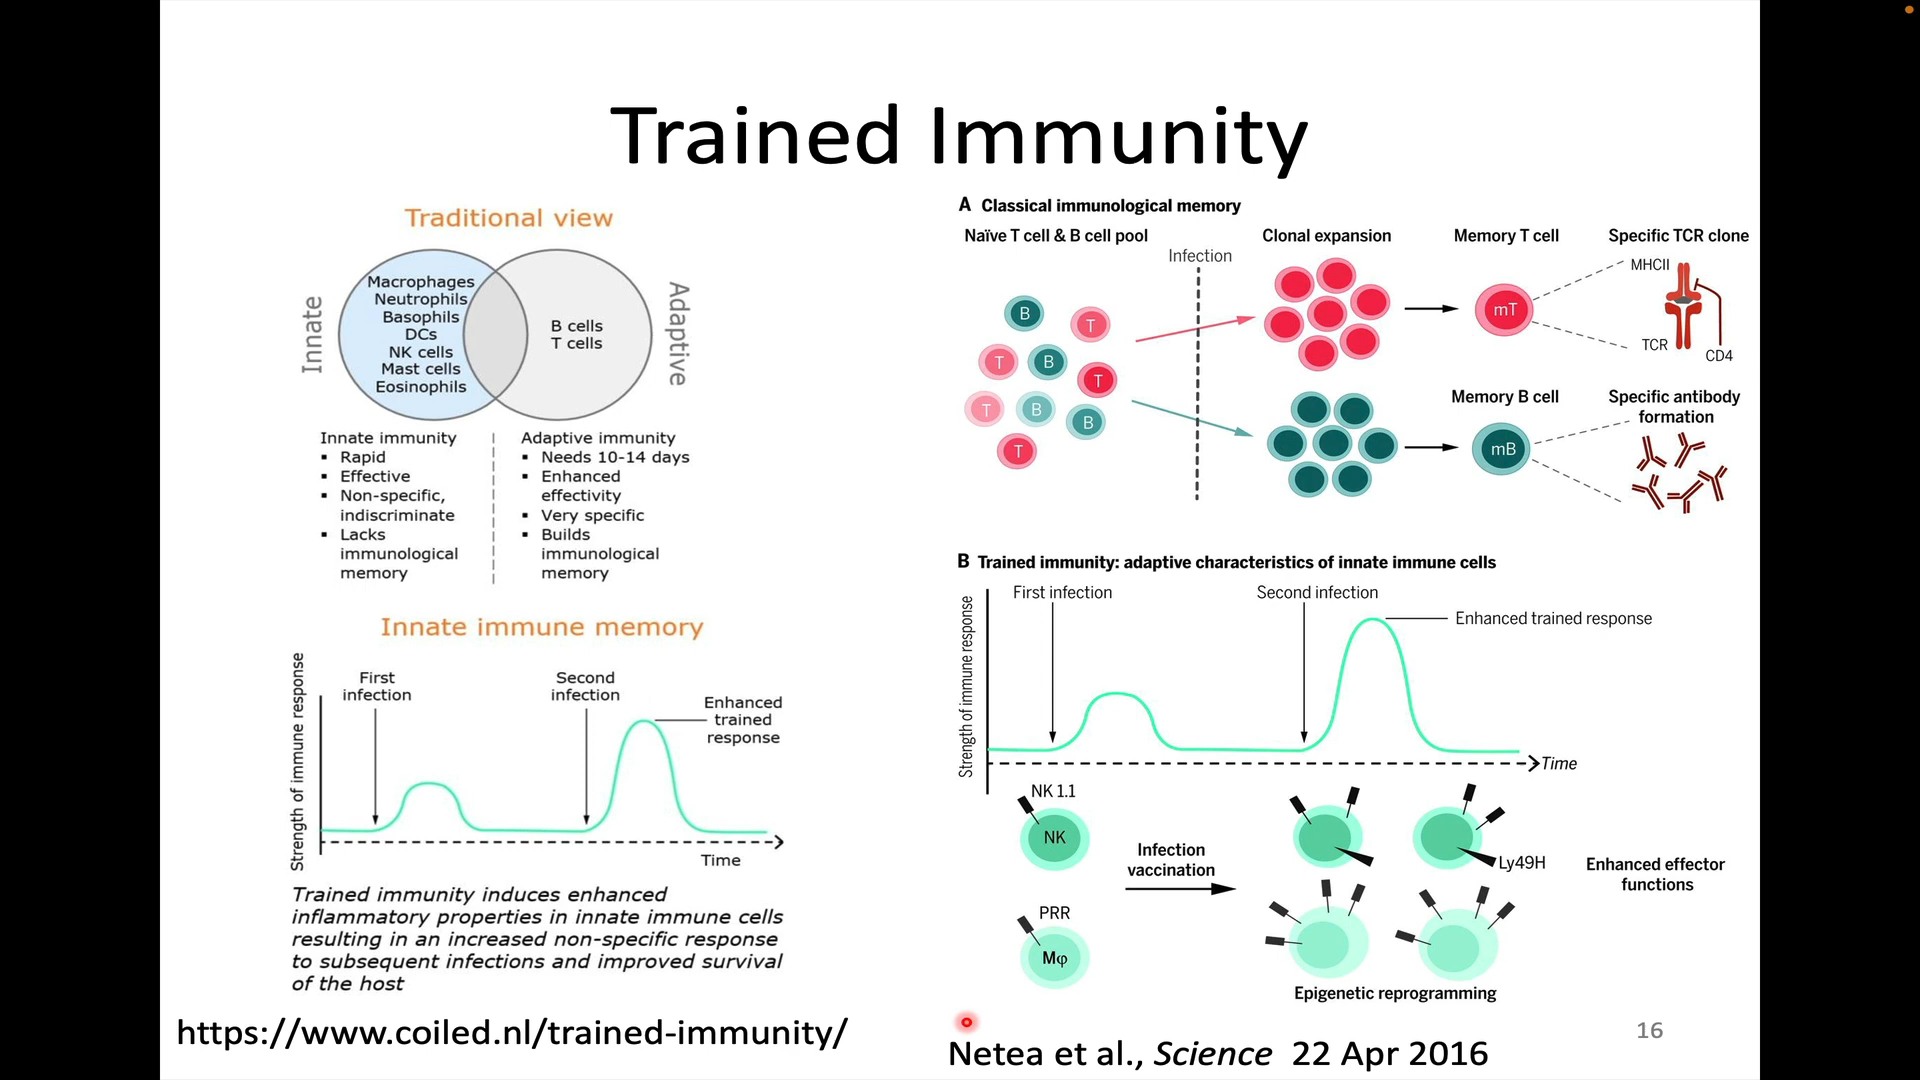 Trained Immunity
Traditional view
Innate
Macrophages
Neutrophils
Basophils
DCs
NK cells
Mast cells
Eosinophils
B cells
T cells
Adaptive
Innate immunity
▪ Rapid
▪ Effective
▪ Non-specific,
indiscriminate
▪ Lacks
immunological
memory
Adaptive immunity
▪ Needs 10-14 days
▪ Enhanced
effectivity
▪ Very specific
▪ Builds
immunological
memory
Innate immune memory
Strength of immune response
First
infection
Second
infection
Enhanced
trained
response
Time
Trained immunity induces enhanced
inflammatory properties in innate immune cells
resulting in an increased non-specific response
to subsequent infections and improved survival
of the host
https://www.coiled.nl/trained-immunity/
A Classical immunological memory
Naïve T cell & B cell pool
Infection
Clonal expansion
Memory T cell
Specific TCR clone
B
T
T
B
T
T
B
B
T
mT
MHCII
TCR
CD4
Memory B cell
mB
Specific antibody
formation
B Trained immunity: adaptive characteristics of innate immune cells
Strength of immune response
First infection
Second infection
Enhanced trained response
Time
NK 1.1
NK
PRR
Mφ
Infection
vaccination
Ly49H
Enhanced effector
functions
Epigenetic reprogramming
Netea et al., Science 22 Apr 2016
16